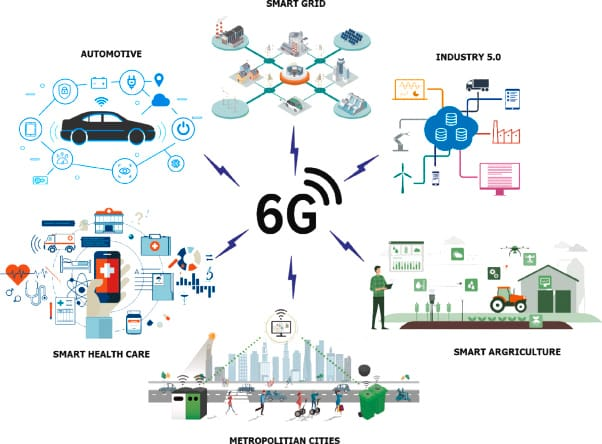 SMART GRID
AUTOMOTIVE
INDUSTRY 5.0
6G
SMART HEALTH CARE
SMART ARGRICULTURE
METROPOLITIAN CITIES